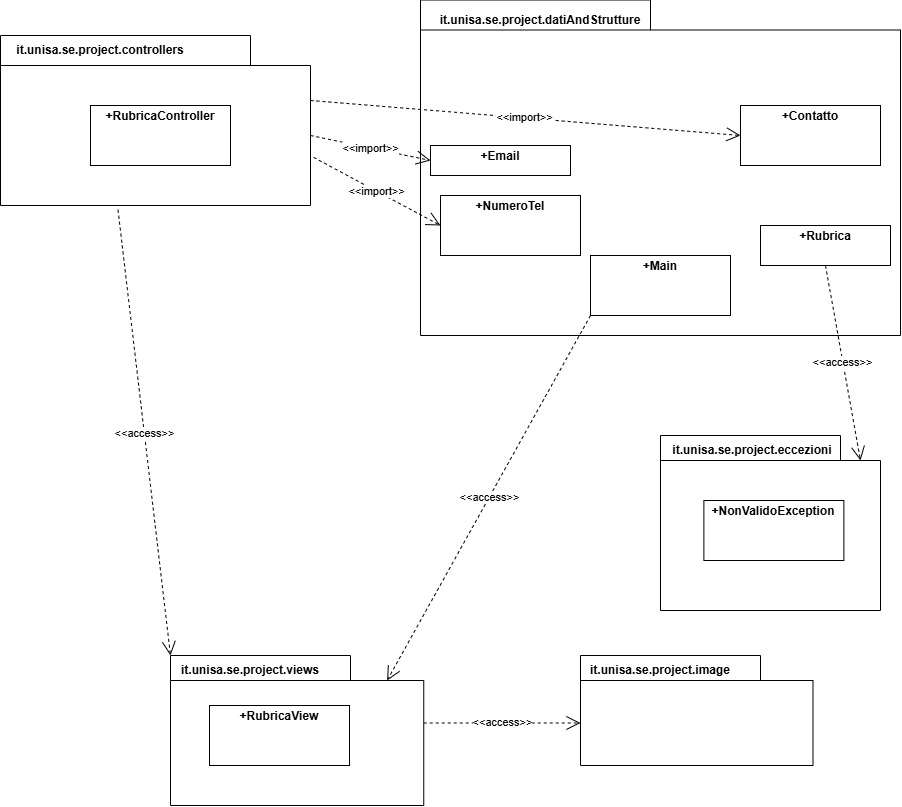 it.unisa.se.project.datiAndStrutture
it.unisa.se.project.controllers
+RubricaController
<<import>>
+Contatto
<<import>>
+Email
<<import>>
+NumeroTel
+Rubrica
+Main
<<access>>
<<access>>
it.unisa.se.project.eccezioni
<<access>>
+NonValidoException
it.unisa.se.project.views
it.unisa.se.project.image
+RubricaView
<<access>>